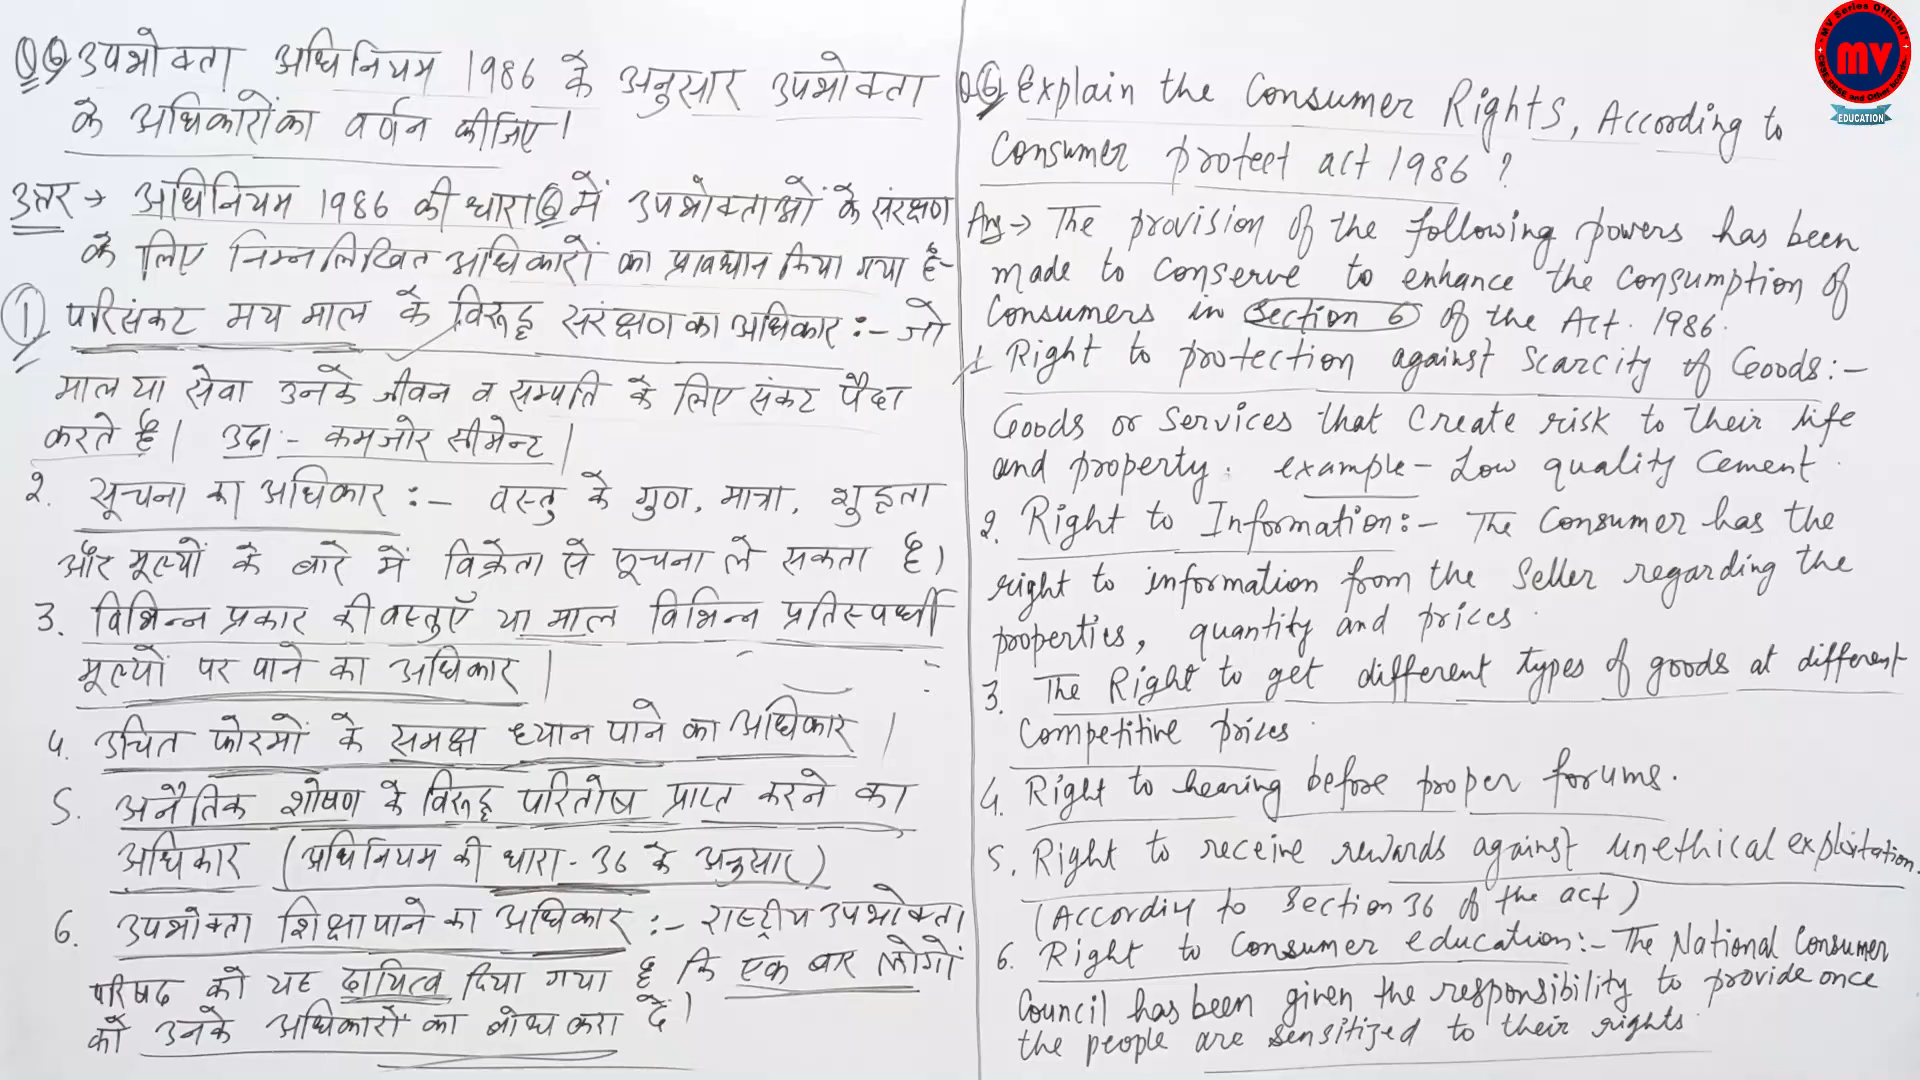 Q6 उपभोक्ता अधिनियम 1986 के अनुसार उपभोक्ता
के अधिकारों का वर्णन कीजिए।
उत्तर → अधिनियम 1986 की धारा 6 में उपभोक्ताओं के संरक्षण
के लिए निम्नलिखित अधिकारों का प्रावधान किया गया है-
1 परिसंकट मय माल के विरूद्ध संरक्षण का अधिकार :- जो
माल या सेवा उनके जीवन व सम्पति के लिए संकट पैदा
करते है। उदा:- कमजोर सीमेन्ट।
2. सूचना का अधिकार :- वस्तु के गुण, मात्रा, शुद्धता
और मूल्यों के बारे में विक्रेता से सूचना ले सकता है।
3. विभिन्न प्रकार की वस्तुएँ या माल विभिन्न प्रतिस्पर्धी
मूल्यों पर पाने का अधिकार।
4. उचित फोरमों के समक्ष ध्यान पाने का अधिकार।
5. अनैतिक शोषण के विरूद्ध परितोष प्राप्त करने का
अधिकार (अधिनियम की धारा-36 के अनुसार)
6. उपभोक्ता शिक्षा पाने का अधिकार :- राष्ट्रीय उपभोक्ता
परिषद को यह दायित्व दिया गया है कि एक बार लोगों
को उनके अधिकारों का बोध करा दें।
Q6 Explain the Consumer Rights, According to
Consumer protect act 1986 ?
Ans → The provision of the following powers has been
made to conserve to enhance the consumption of
Consumers in Section 6 of the Act. 1986.
1 Right to protection against scarcity of Goods:-
Goods or services that create risk to their life
and property. example- Low quality cement.
2. Right to Information:- The consumer has the
right to information from the seller regarding the
properties, quantity and prices.
3. The Right to get different types of goods at different
Competitive prices.
4. Right to hearing before proper forums.
5. Right to receive rewards against unethical exploitation.
(According to section 36 of the act)
6. Right to consumer education:- The National Consumer
Council has been given the responsibility to provide once
the people are sensitized to their rights.
MV Series Official
MV
CBSE and Other boards
EDUCATION